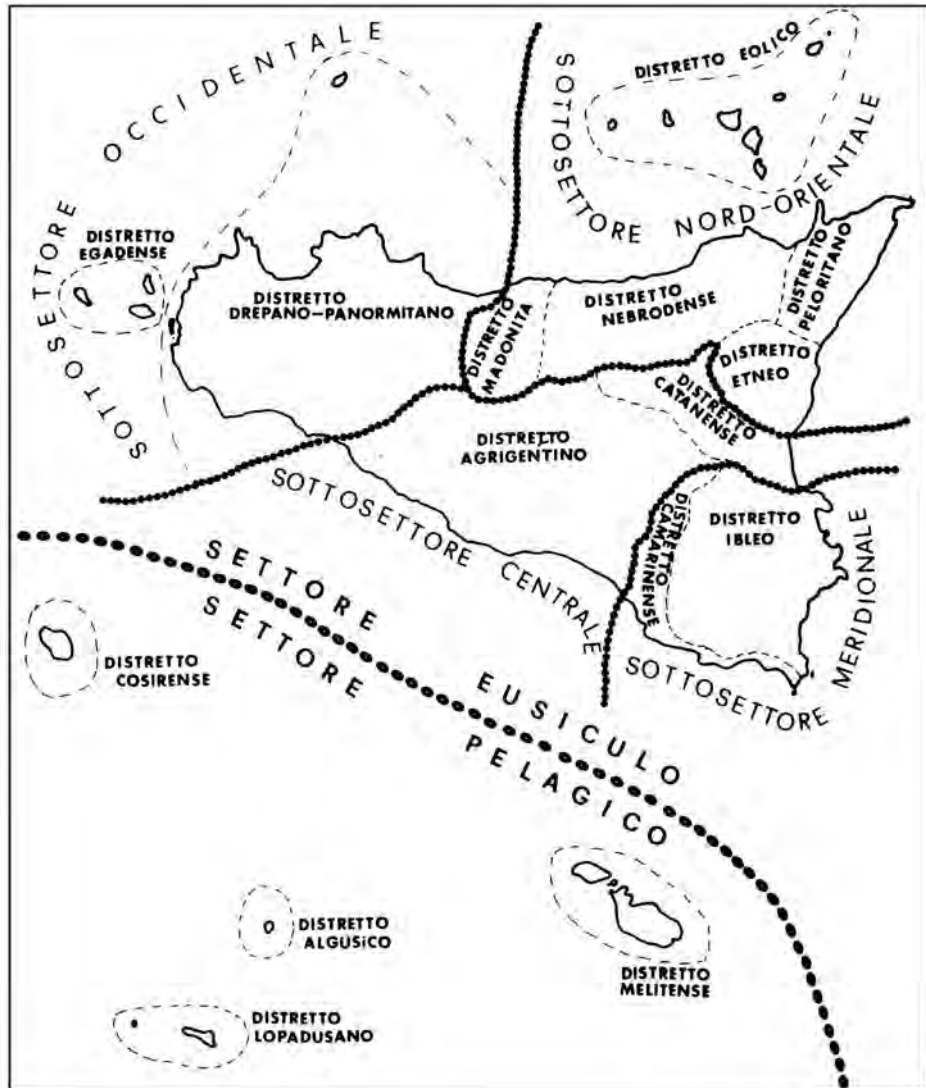 SOTTOSETTORE OCCIDENTALE
SOTTOSETTORE NORD-ORIENTALE
DISTRETTO EOLICO
DISTRETTO
EGADENSE
DISTRETTO
DREPANO-PANORMITANO
DISTRETTO
MADONITA
DISTRETTO
NEBRODENSE
DISTRETTO
PELORITANO
DISTRETTO
ETNEO
DISTRETTO
CATANENSE
DISTRETTO
AGRIGENTINO
SOTTOSETTORE CENTRALE
DISTRETTO
CAMARINENSE
DISTRETTO
IBLEO
SOTTOSETTORE MERIDIONALE
SETTORE EUSICULO
SETTORE PELAGICO
DISTRETTO
COSIRENSE
DISTRETTO
ALGUSICO
DISTRETTO
MELITENSE
DISTRETTO
LOPADUSANO